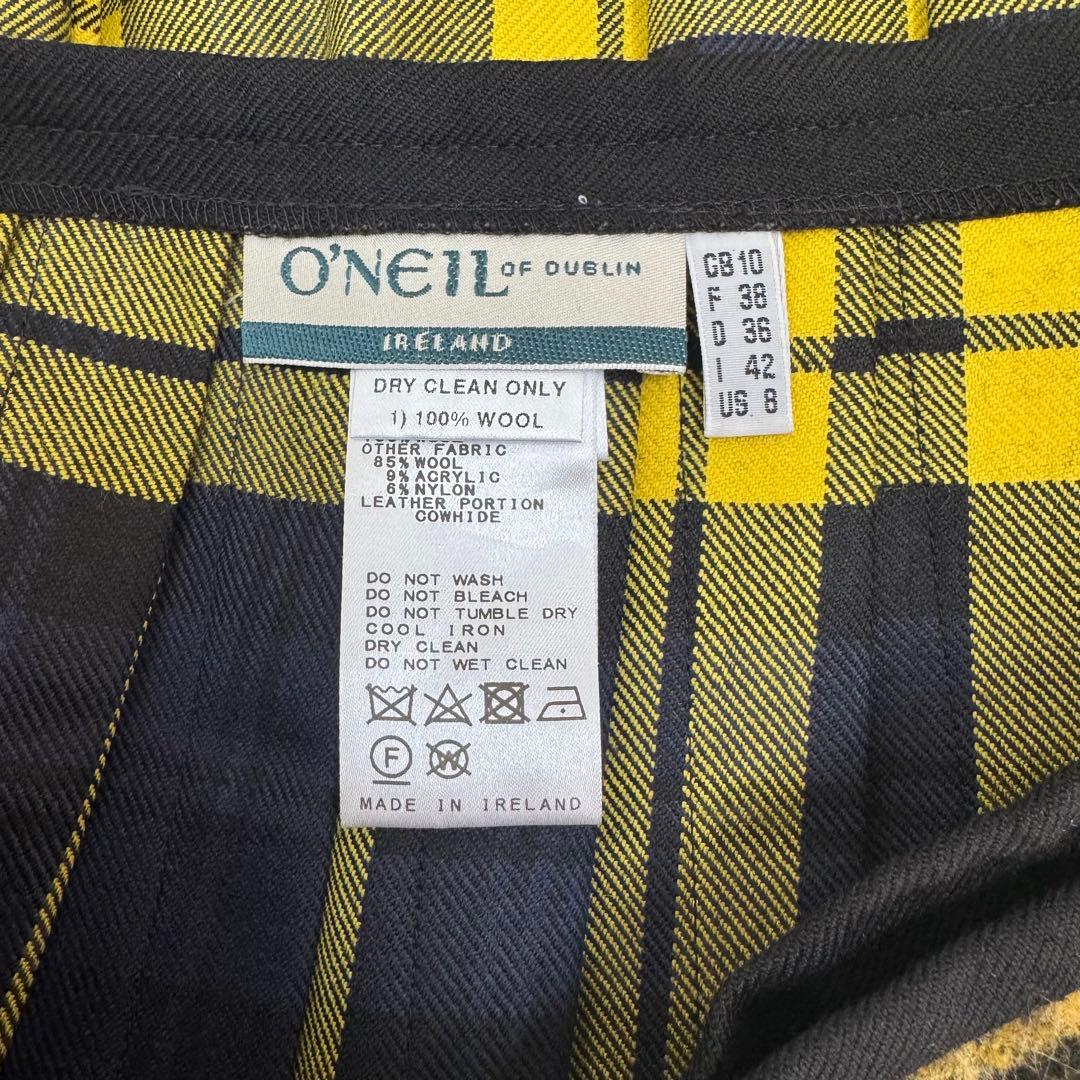 O'NEIL OF DUBLIN
IRELAND
GB 10
F 38
D 36
I 42
US 8
DRY CLEAN ONLY
1) 100% WOOL
OTHER FABRIC
85% WOOL
9% ACRYLIC
6% NYLON
LEATHER PORTION
COWHIDE
DO NOT WASH
DO NOT BLEACH
DO NOT TUMBLE DRY
COOL IRON
DRY CLEAN
DO NOT WET CLEAN
F W
MADE IN IRELAND